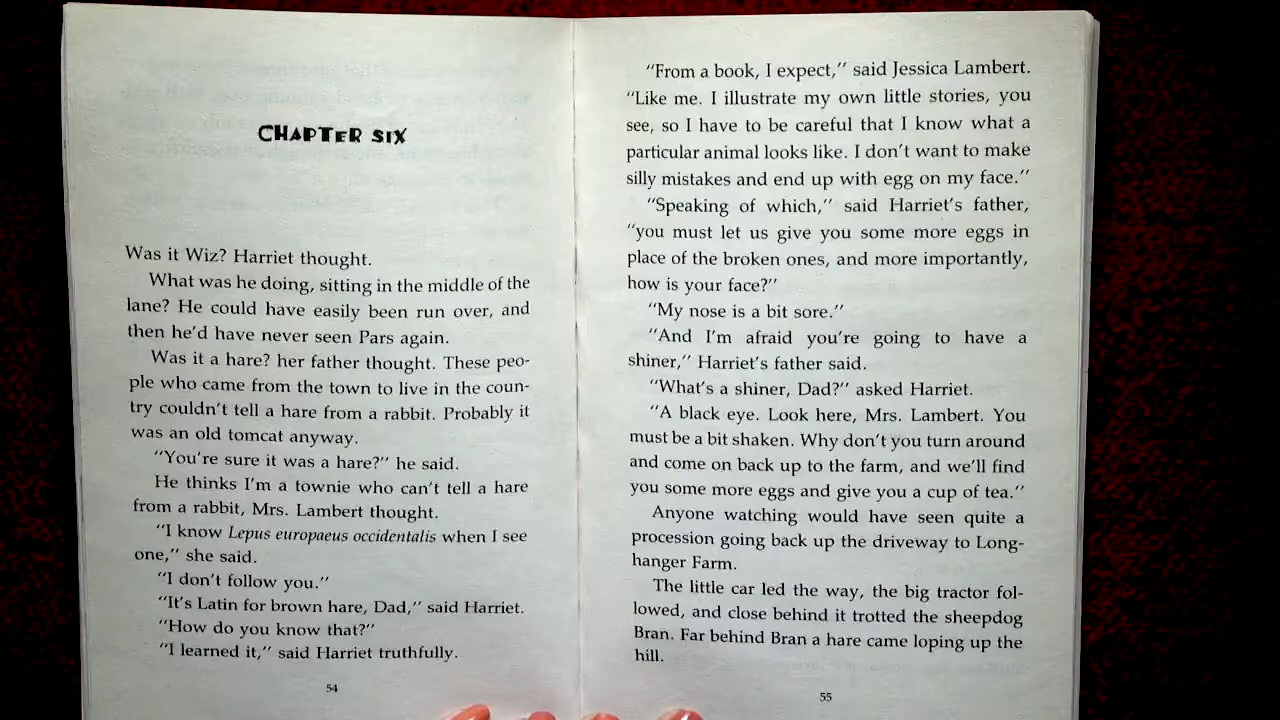 CHAPTER SIX
Was it Wiz? Harriet thought.
What was he doing, sitting in the middle of the
lane? He could have easily been run over, and
then he'd have never seen Pars again.
Was it a hare? her father thought. These peo-
ple who came from the town to live in the coun-
try couldn't tell a hare from a rabbit. Probably it
was an old tomcat anyway.
"You're sure it was a hare?" he said.
He thinks I'm a townie who can't tell a hare
from a rabbit, Mrs. Lambert thought.
"I know Lepus europaeus occidentalis when I see
one," she said.
"I don't follow you."
"It's Latin for brown hare, Dad," said Harriet.
"How do you know that?"
"I learned it," said Harriet truthfully.
54
"From a book, I expect," said Jessica Lambert.
"Like me. I illustrate my own little stories, you
see, so I have to be careful that I know what a
particular animal looks like. I don't want to make
silly mistakes and end up with egg on my face."
"Speaking of which," said Harriet's father,
"you must let us give you some more eggs in
place of the broken ones, and more importantly,
how is your face?"
"My nose is a bit sore."
"And I'm afraid you're going to have a
shiner," Harriet's father said.
"What's a shiner, Dad?" asked Harriet.
"A black eye. Look here, Mrs. Lambert. You
must be a bit shaken. Why don't you turn around
and come on back up to the farm, and we'll find
you some more eggs and give you a cup of tea."
Anyone watching would have seen quite a
procession going back up the driveway to Long-
hanger Farm.
The little car led the way, the big tractor fol-
lowed, and close behind it trotted the sheepdog
Bran. Far behind Bran a hare came loping up the
hill.
55